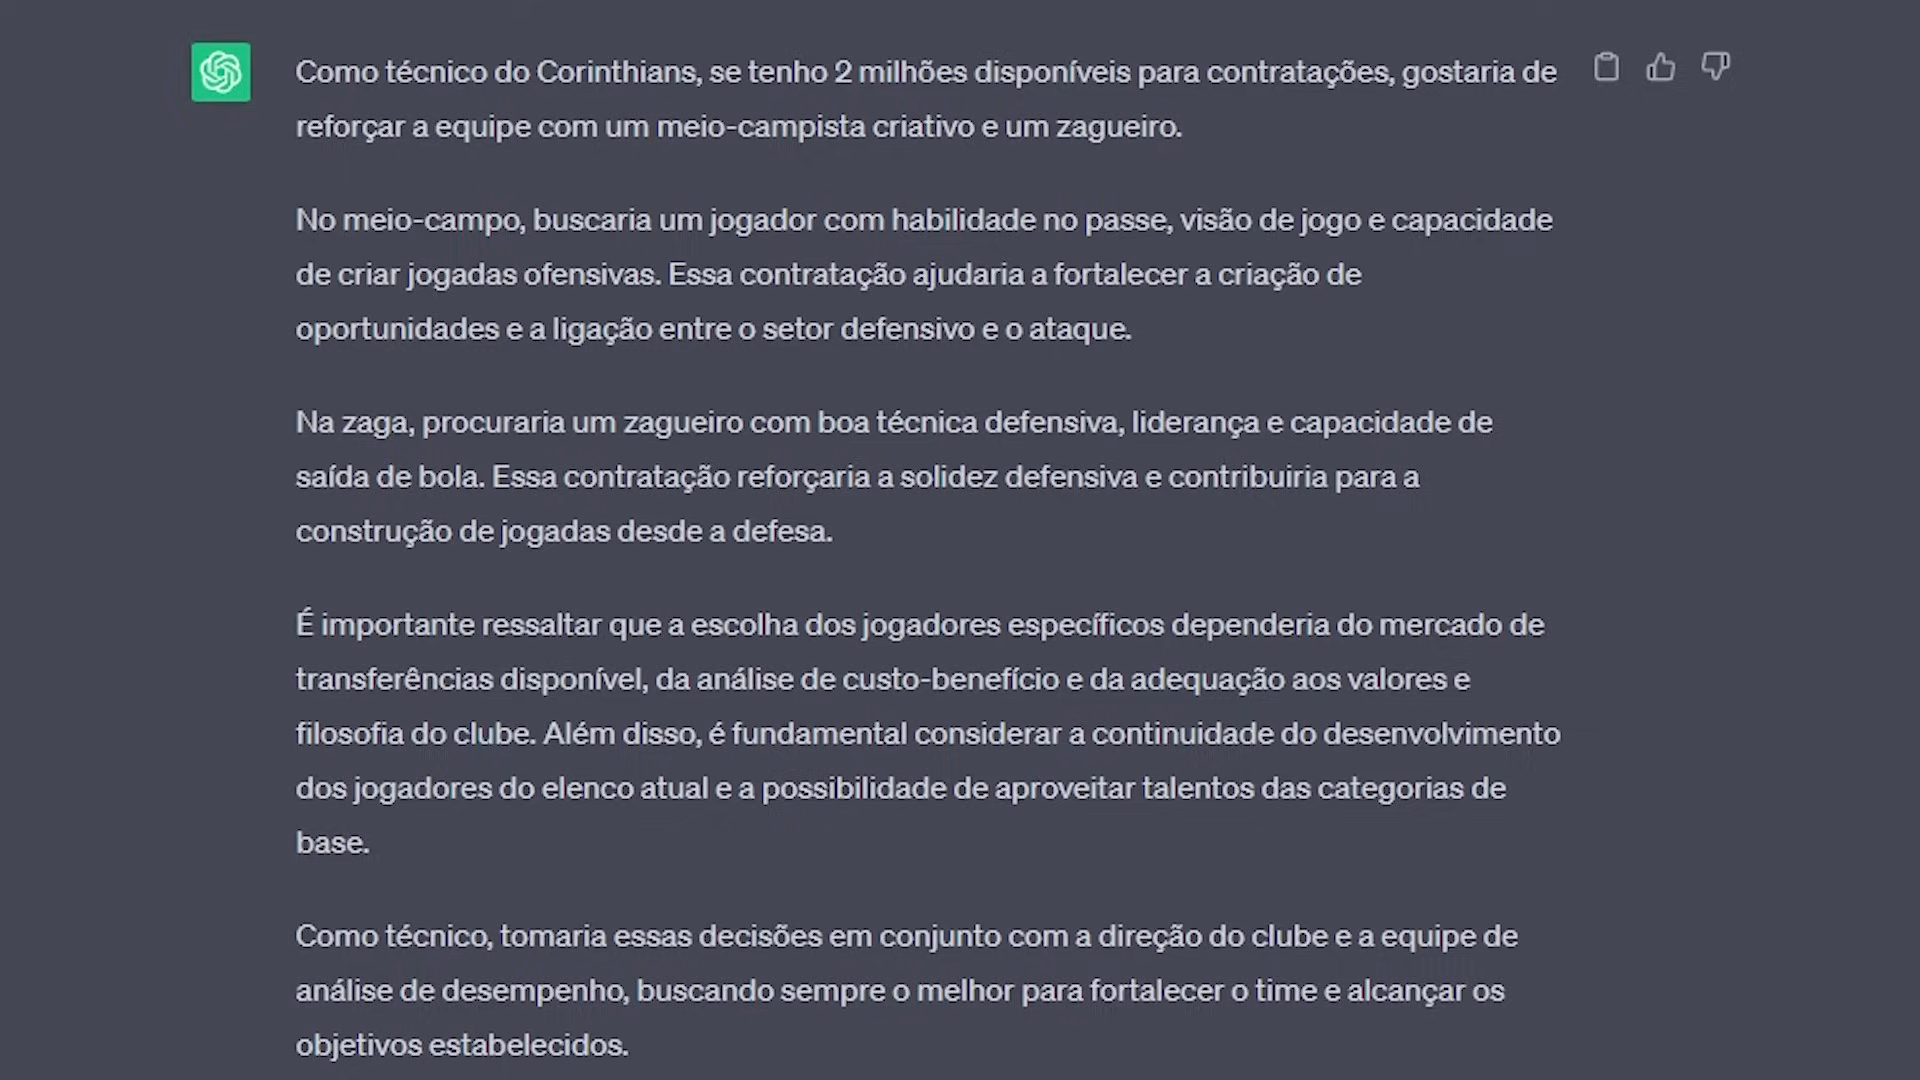 Como técnico do Corinthians, se tenho 2 milhões disponíveis para contratações, gostaria de
reforçar a equipe com um meio-campista criativo e um zagueiro.
No meio-campo, buscaria um jogador com habilidade no passe, visão de jogo e capacidade
de criar jogadas ofensivas. Essa contratação ajudaria a fortalecer a criação de
oportunidades e a ligação entre o setor defensivo e o ataque.
Na zaga, procuraria um zagueiro com boa técnica defensiva, liderança e capacidade de
saída de bola. Essa contratação reforçaria a solidez defensiva e contribuiria para a
construção de jogadas desde a defesa.
É importante ressaltar que a escolha dos jogadores específicos dependeria do mercado de
transferências disponível, da análise de custo-benefício e da adequação aos valores e
filosofia do clube. Além disso, é fundamental considerar a continuidade do desenvolvimento
dos jogadores do elenco atual e a possibilidade de aproveitar talentos das categorias de
base.
Como técnico, tomaria essas decisões em conjunto com a direção do clube e a equipe de
análise de desempenho, buscando sempre o melhor para fortalecer o time e alcançar os
objetivos estabelecidos.